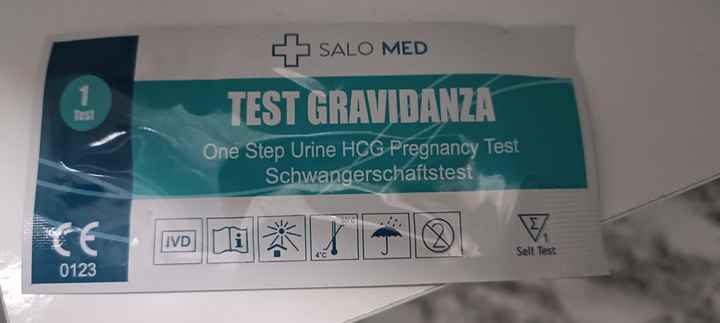 SALO MED
1
Test
TEST GRAVIDANZA
One Step Urine HCG Pregnancy Test
Schwangerschaftstest
CE
0123
IVD
i
4°C
2
Σ
1
Self Test